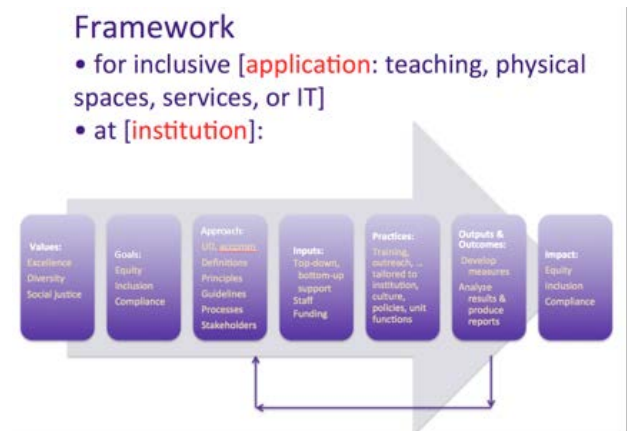 Framework
• for inclusive [application: teaching, physical
spaces, services, or IT]
• at [institution]:
Values:
Excellence
Diversity
Social Justice
Goals:
Equity
Inclusion
Compliance
Approach:
UD, accomm.
Definitions
Principles
Guidelines
Processes
Stakeholders
Inputs:
Top-down,
bottom-up
support
Staff
Funding
Practices:
Training,
outreach, ...
tailored to
institution,
culture,
policies, unit
functions
Outputs &
Outcomes:
Develop
measures
Analyze
results &
produce
reports
Impact:
Equity
Inclusion
Compliance